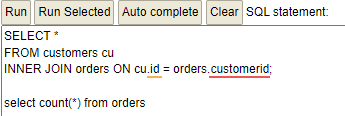 Run Run Selected Auto complete Clear SQL statement:
SELECT *
FROM customers cu
INNER JOIN orders ON cu.id = orders.customerid;
select count(*) from orders